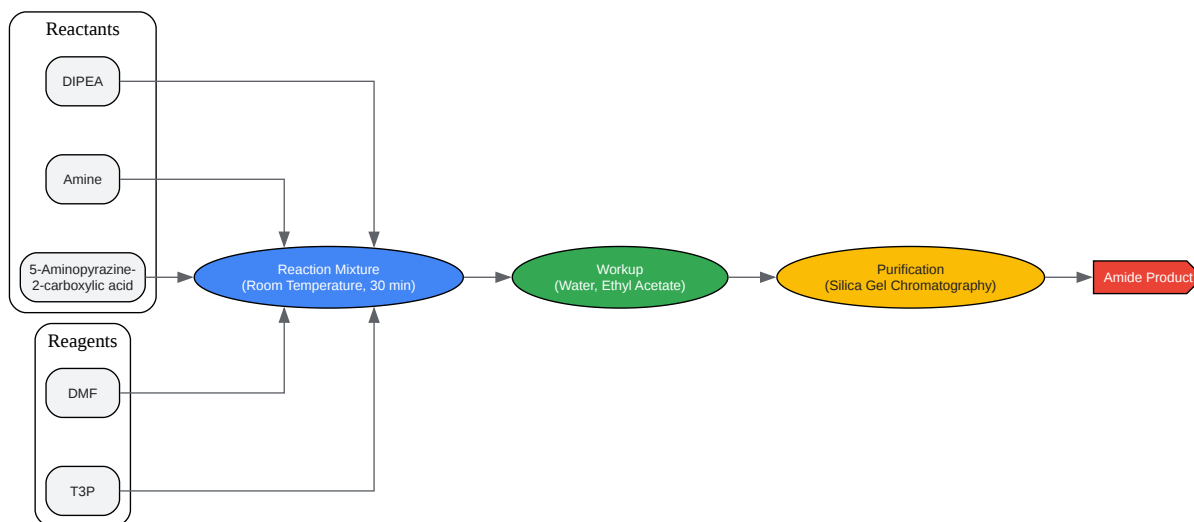 Reactants
DIPEA
Amine
5-Aminopyrazine-
2-carboxylic acid
Reaction Mixture
(Room Temperature, 30 min)
Workup
(Water, Ethyl Acetate)
Purification
(Silica Gel Chromatography)
Amide Product
Reagents
DMF
T3P